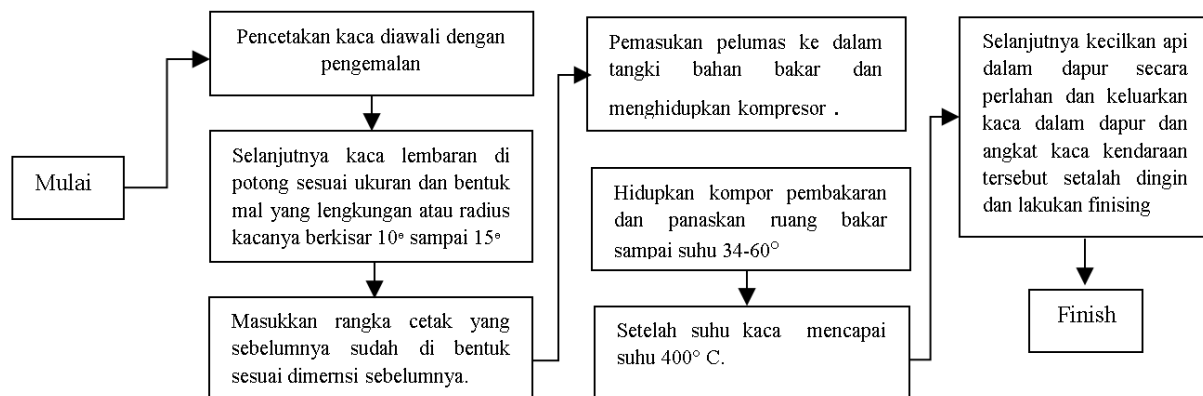 Mulai
Pencetakan kaca diawali dengan
pengemalan
Selanjutnya kaca lembaran di
potong sesuai ukuran dan bentuk
mal yang lengkungan atau radius
kacanya berkisar 10° sampai 15°
Masukkan rangka cetak yang
sebelumnya sudah di bentuk
sesuai dimernsi sebelumnya.
Pemasukan pelumas ke dalam
tangki bahan bakar dan
menghidupkan kompresor .
Hidupkan kompor pembakaran
dan panaskan ruang bakar
sampai suhu 34-60°
Setelah suhu kaca mencapai
suhu 400° C.
Selanjutnya kecilkan api
dalam dapur secara
perlahan dan keluarkan
kaca dalam dapur dan
angkat kaca kendaraan
tersebut setalah dingin
dan lakukan finising
Finish